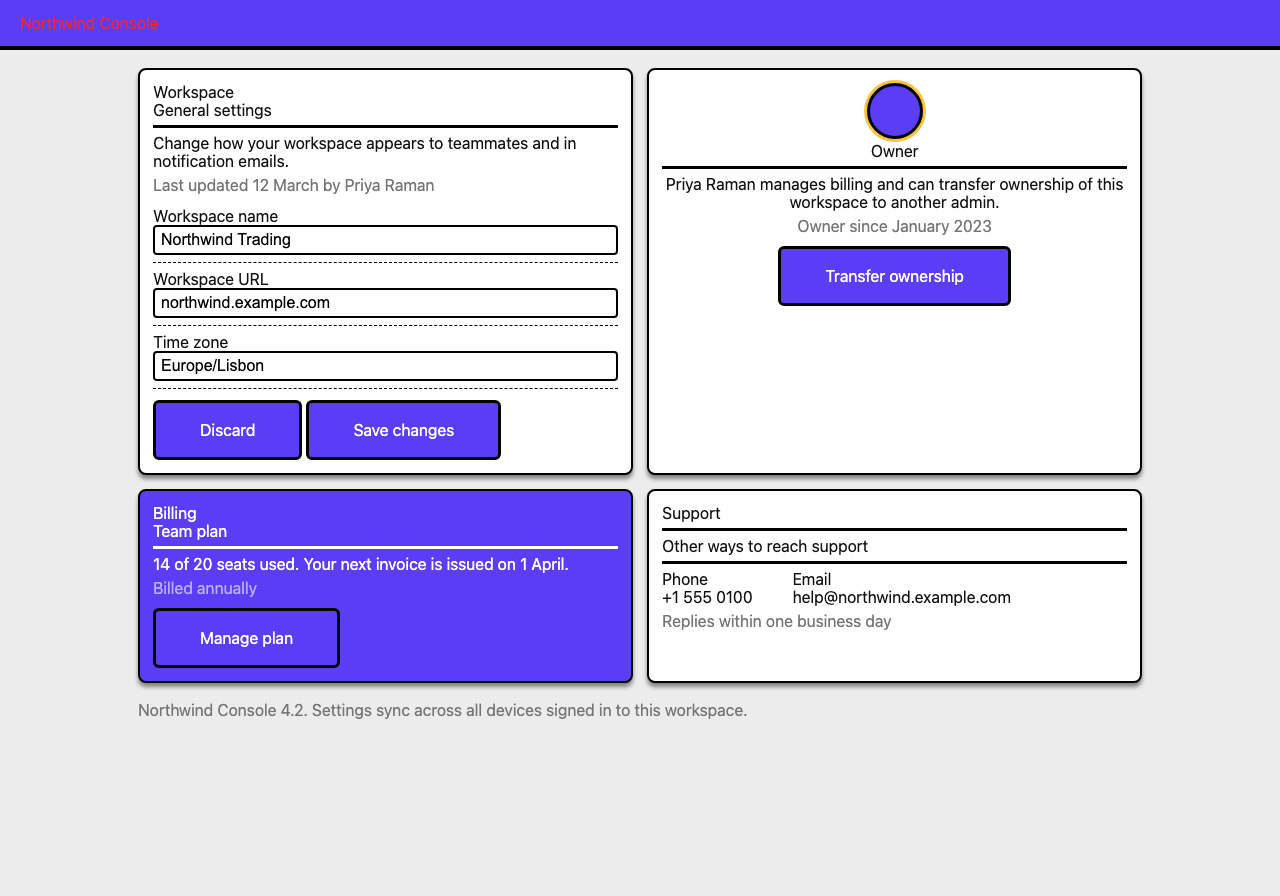 Northwind Console
Workspace
General settings
Change how your workspace appears to teammates and in
notification emails.
Last updated 12 March by Priya Raman
Workspace name
Northwind Trading
Workspace URL
northwind.example.com
Time zone
Europe/Lisbon
Discard
Save changes
Owner
Priya Raman manages billing and can transfer ownership of this
workspace to another admin.
Owner since January 2023
Transfer ownership
Billing
Team plan
14 of 20 seats used. Your next invoice is issued on 1 April.
Billed annually
Manage plan
Support
Other ways to reach support
Phone
+1 555 0100
Email
help@northwind.example.com
Replies within one business day
Northwind Console 4.2. Settings sync across all devices signed in to this workspace.